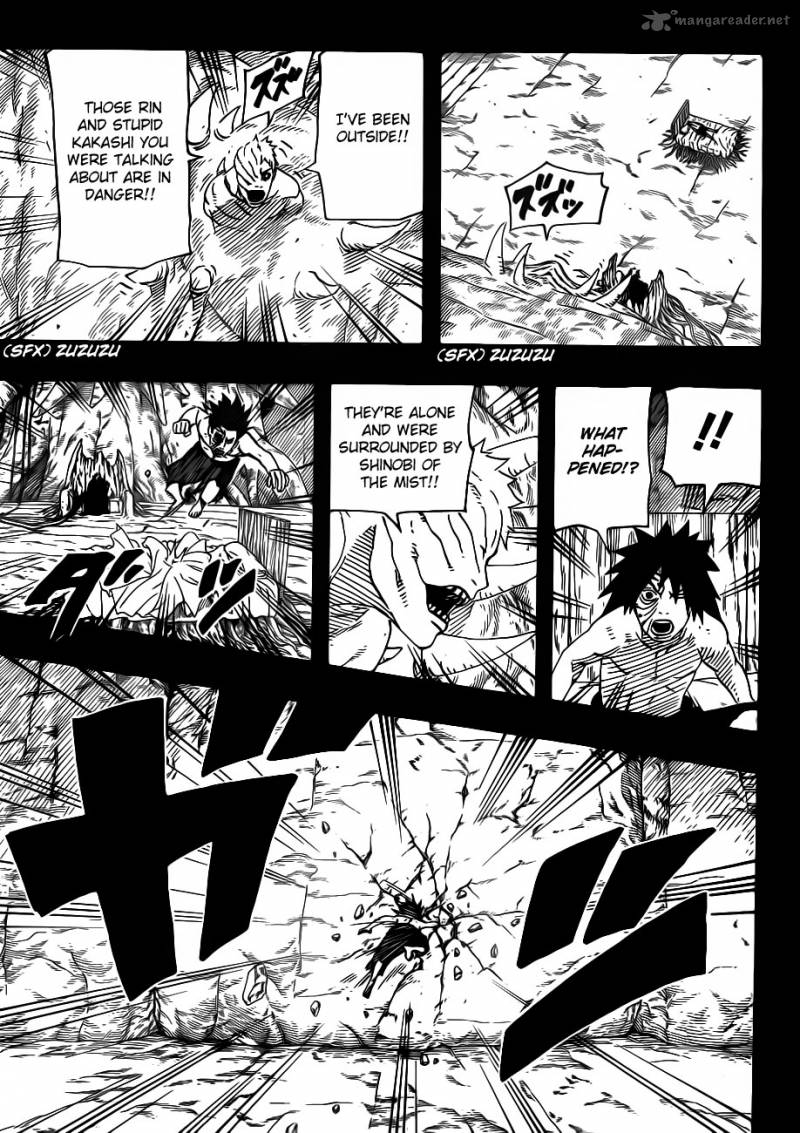 mangareader.net
ズズッ
(SFX) ZUZUZU
I'VE BEEN
OUTSIDE!!
ズズ
THOSE RIN
AND STUPID
KAKASHI YOU
WERE TALKING
ABOUT ARE IN
DANGER!!
(SFX) ZUZUZU
!!
WHAT
HAP-
PENED!?
THEY'RE ALONE
AND WERE
SURROUNDED BY
SHINOBI OF
THE MIST!!
ダッ
ガッ